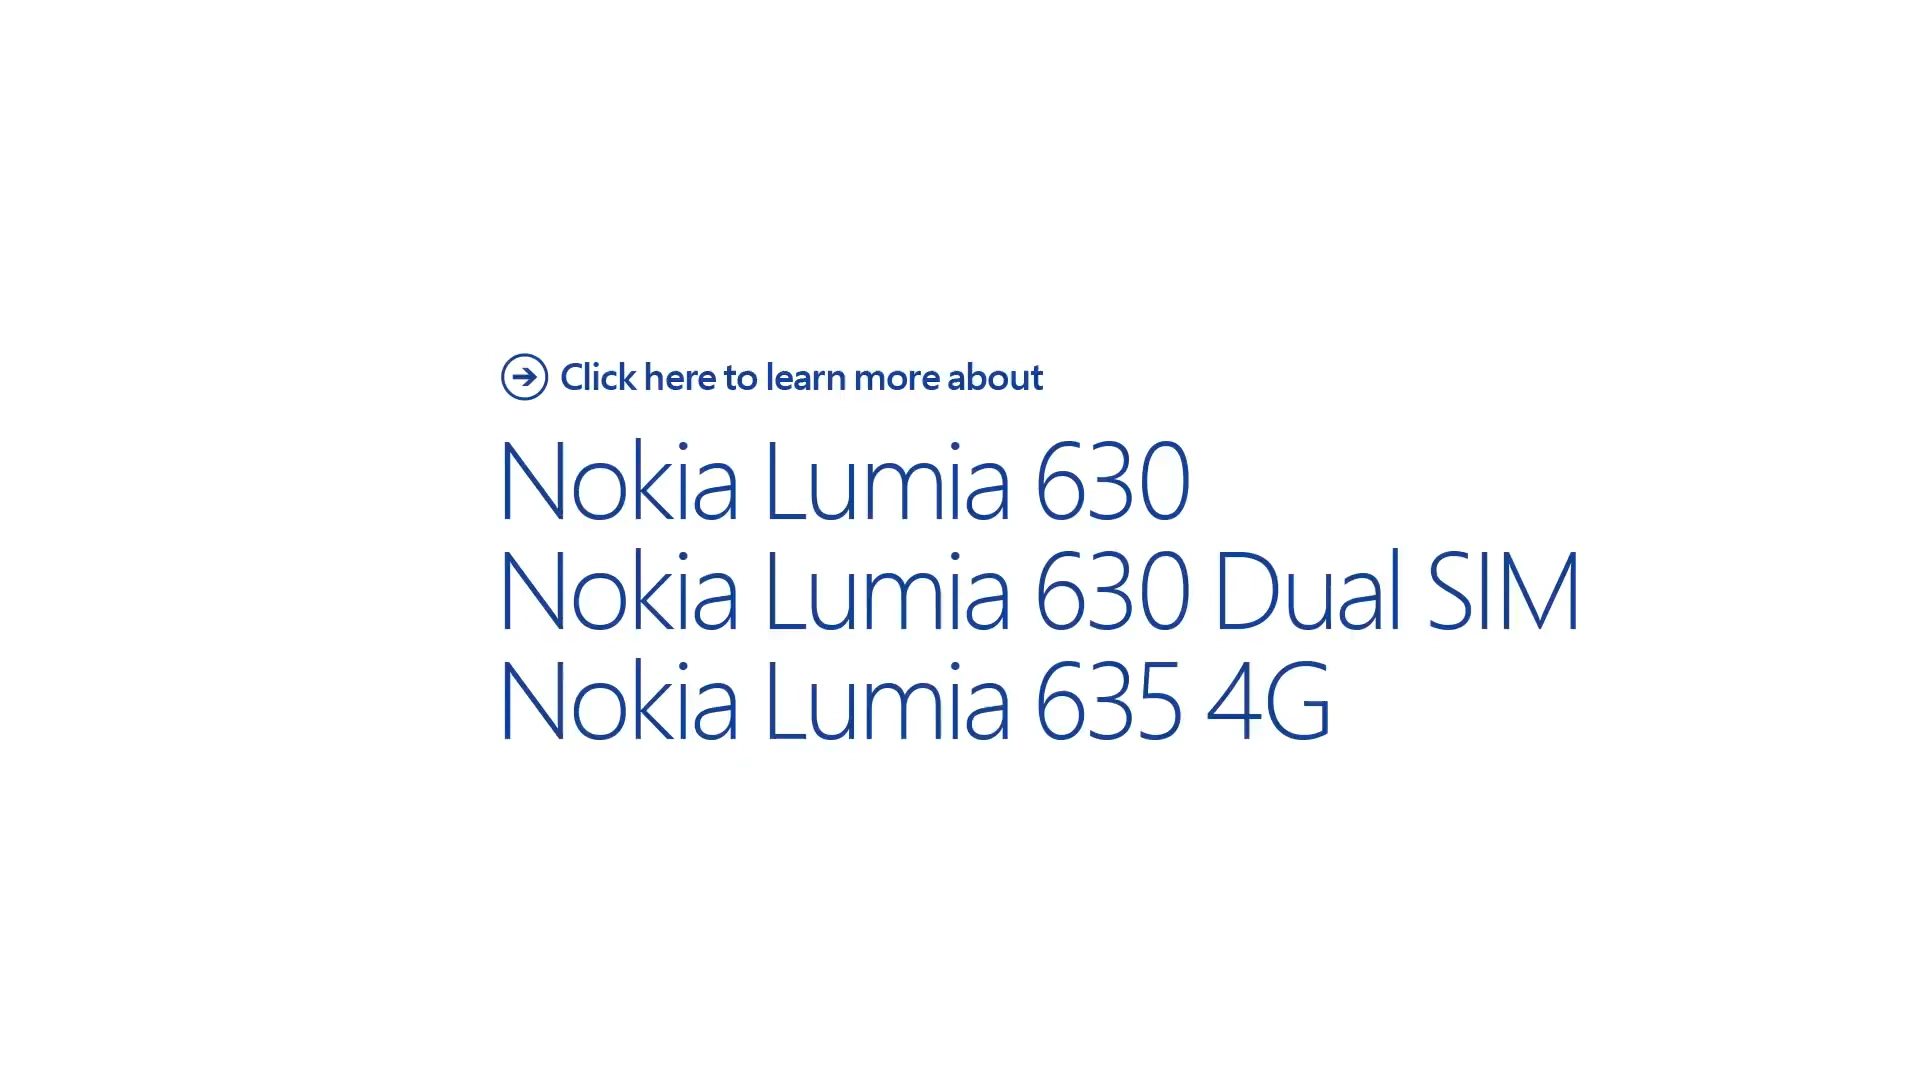 Click here to learn more about
Nokia Lumia 630
Nokia Lumia 630 Dual SIM
Nokia Lumia 635 4G